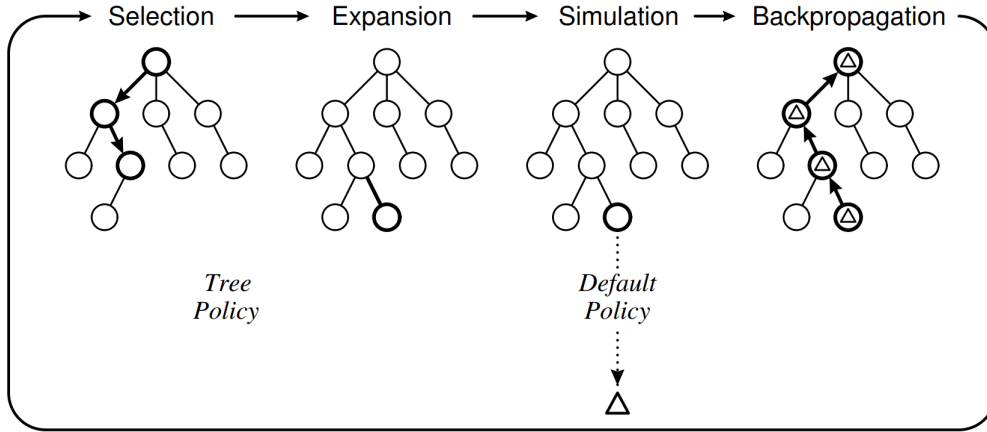 Selection Expansion Simulation Backpropagation
Tree
Policy
Default
Policy